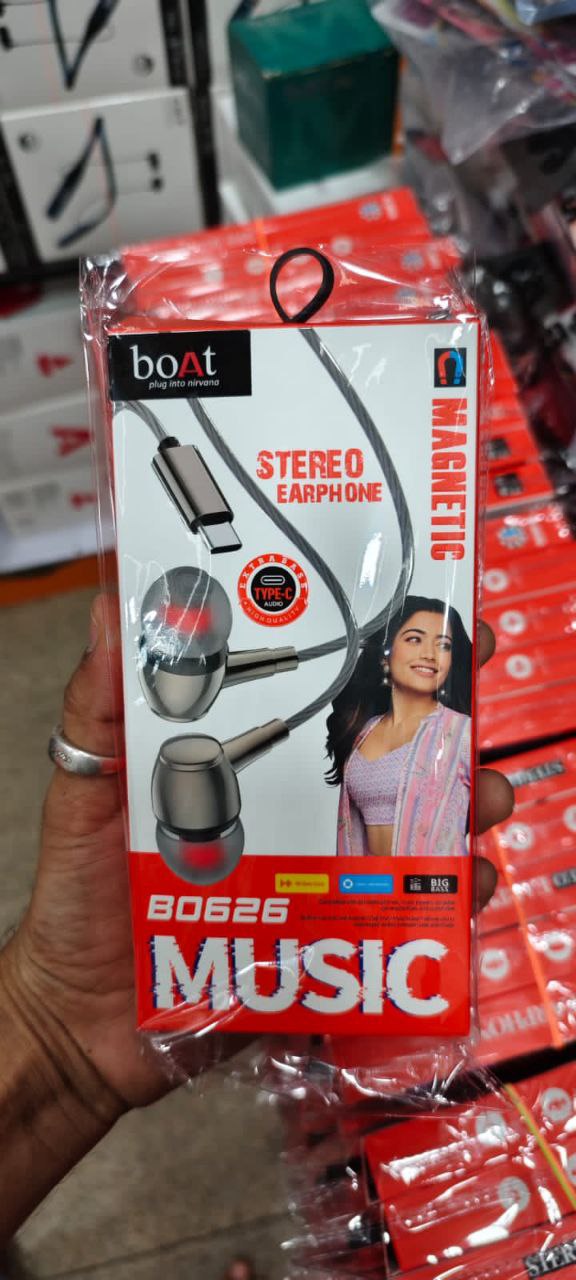 boAt
plug into nirvana
MAGNETIC
STEREO
EARPHONE
EXTRA BASS
TYPE-C
AUDIO
HIGH QUALITY
BIG
BASS
BO626
MUSIC